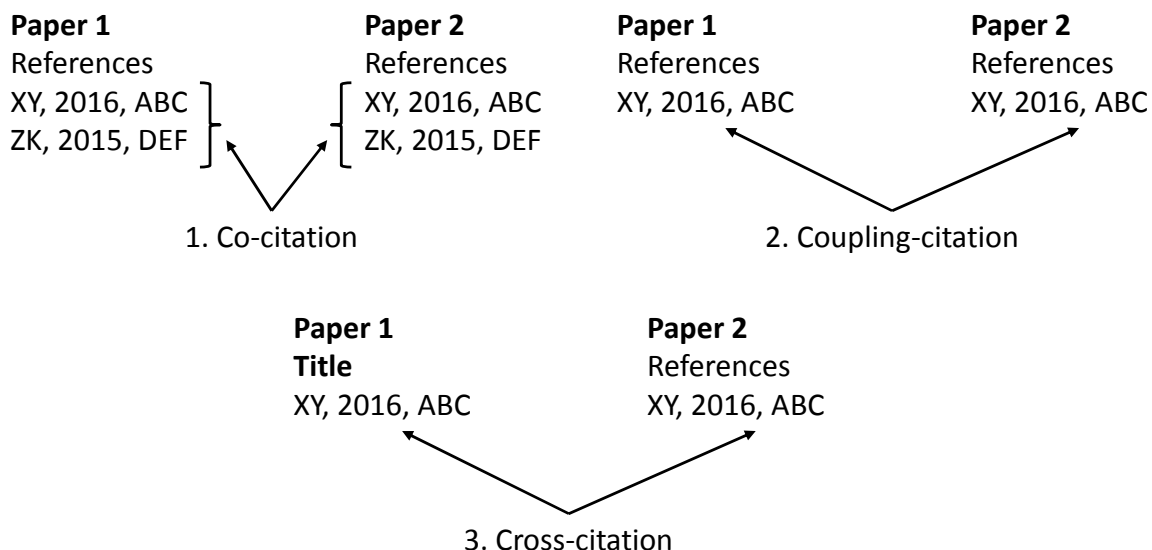 Paper 1
References
XY, 2016, ABC
ZK, 2015, DEF
Paper 2
References
XY, 2016, ABC
ZK, 2015, DEF
1. Co-citation
Paper 1
References
XY, 2016, ABC
Paper 2
References
XY, 2016, ABC
2. Coupling-citation
Paper 1
Title
XY, 2016, ABC
Paper 2
References
XY, 2016, ABC
3. Cross-citation